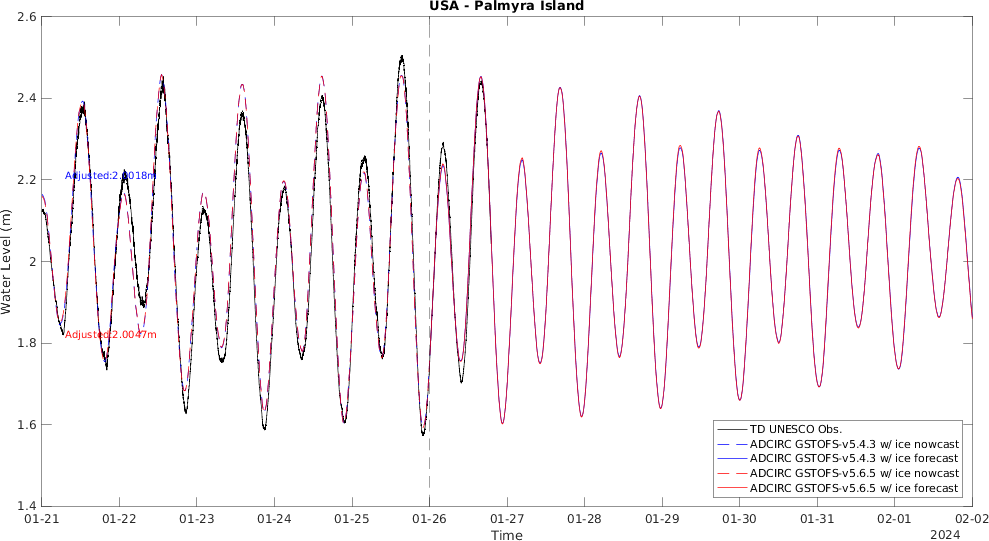 USA - Palmyra Island
2.6
2.4
2.2
2
1.8
1.6
1.4
Water Level (m)
Adjusted:2.0018m
Adjusted:2.0047m
TD UNESCO Obs.
ADCIRC GSTOFS-v5.4.3 w/ ice nowcast
ADCIRC GSTOFS-v5.4.3 w/ ice forecast
ADCIRC GSTOFS-v5.6.5 w/ ice nowcast
ADCIRC GSTOFS-v5.6.5 w/ ice forecast
01-21 01-22 01-23 01-24 01-25 01-26 01-27 01-28 01-29 01-30 01-31 02-01 02-02
Time
2024